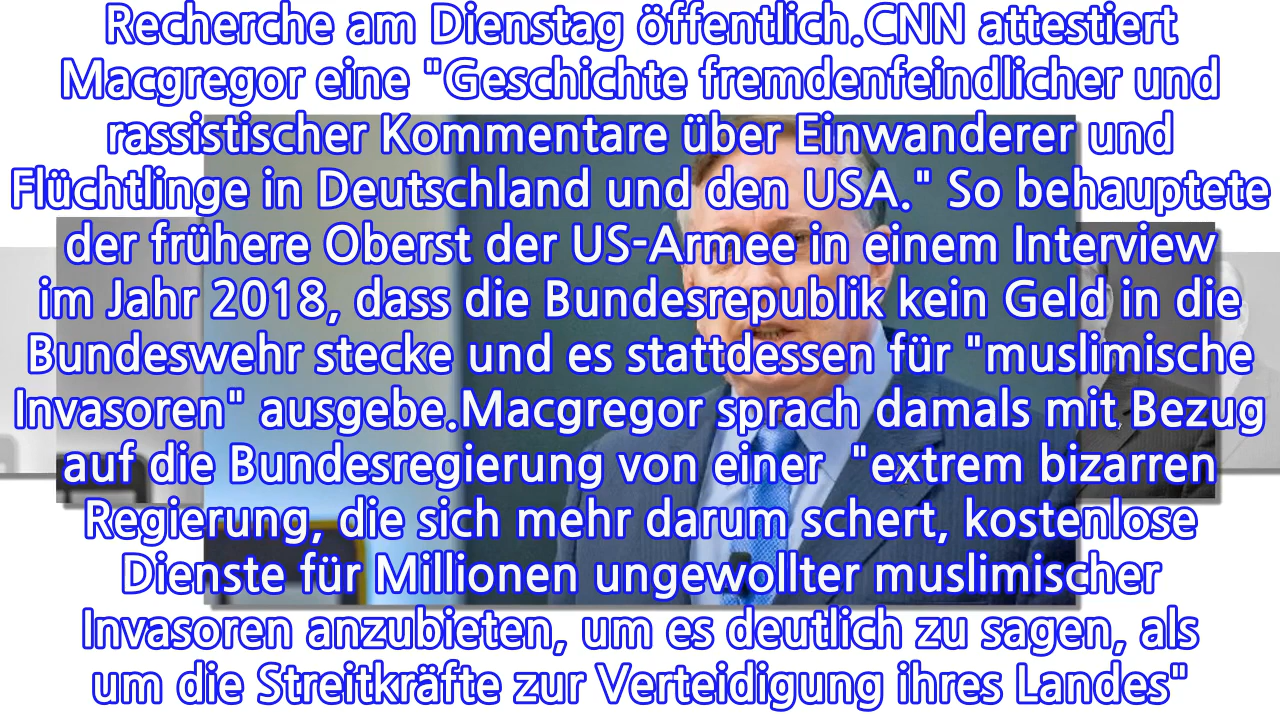 Recherche am Dienstag öffentlich.CNN attestiert
Macgregor eine "Geschichte fremdenfeindlicher und
rassistischer Kommentare über Einwanderer und
Flüchtlinge in Deutschland und den USA." So behauptete
der frühere Oberst der US-Armee in einem Interview
im Jahr 2018, dass die Bundesrepublik kein Geld in die
Bundeswehr stecke und es stattdessen für "muslimische
Invasoren" ausgebe.Macgregor sprach damals mit Bezug
auf die Bundesregierung von einer  "extrem bizarren
Regierung, die sich mehr darum schert, kostenlose
Dienste für Millionen ungewollter muslimischer
Invasoren anzubieten, um es deutlich zu sagen, als
um die Streitkräfte zur Verteidigung ihres Landes"